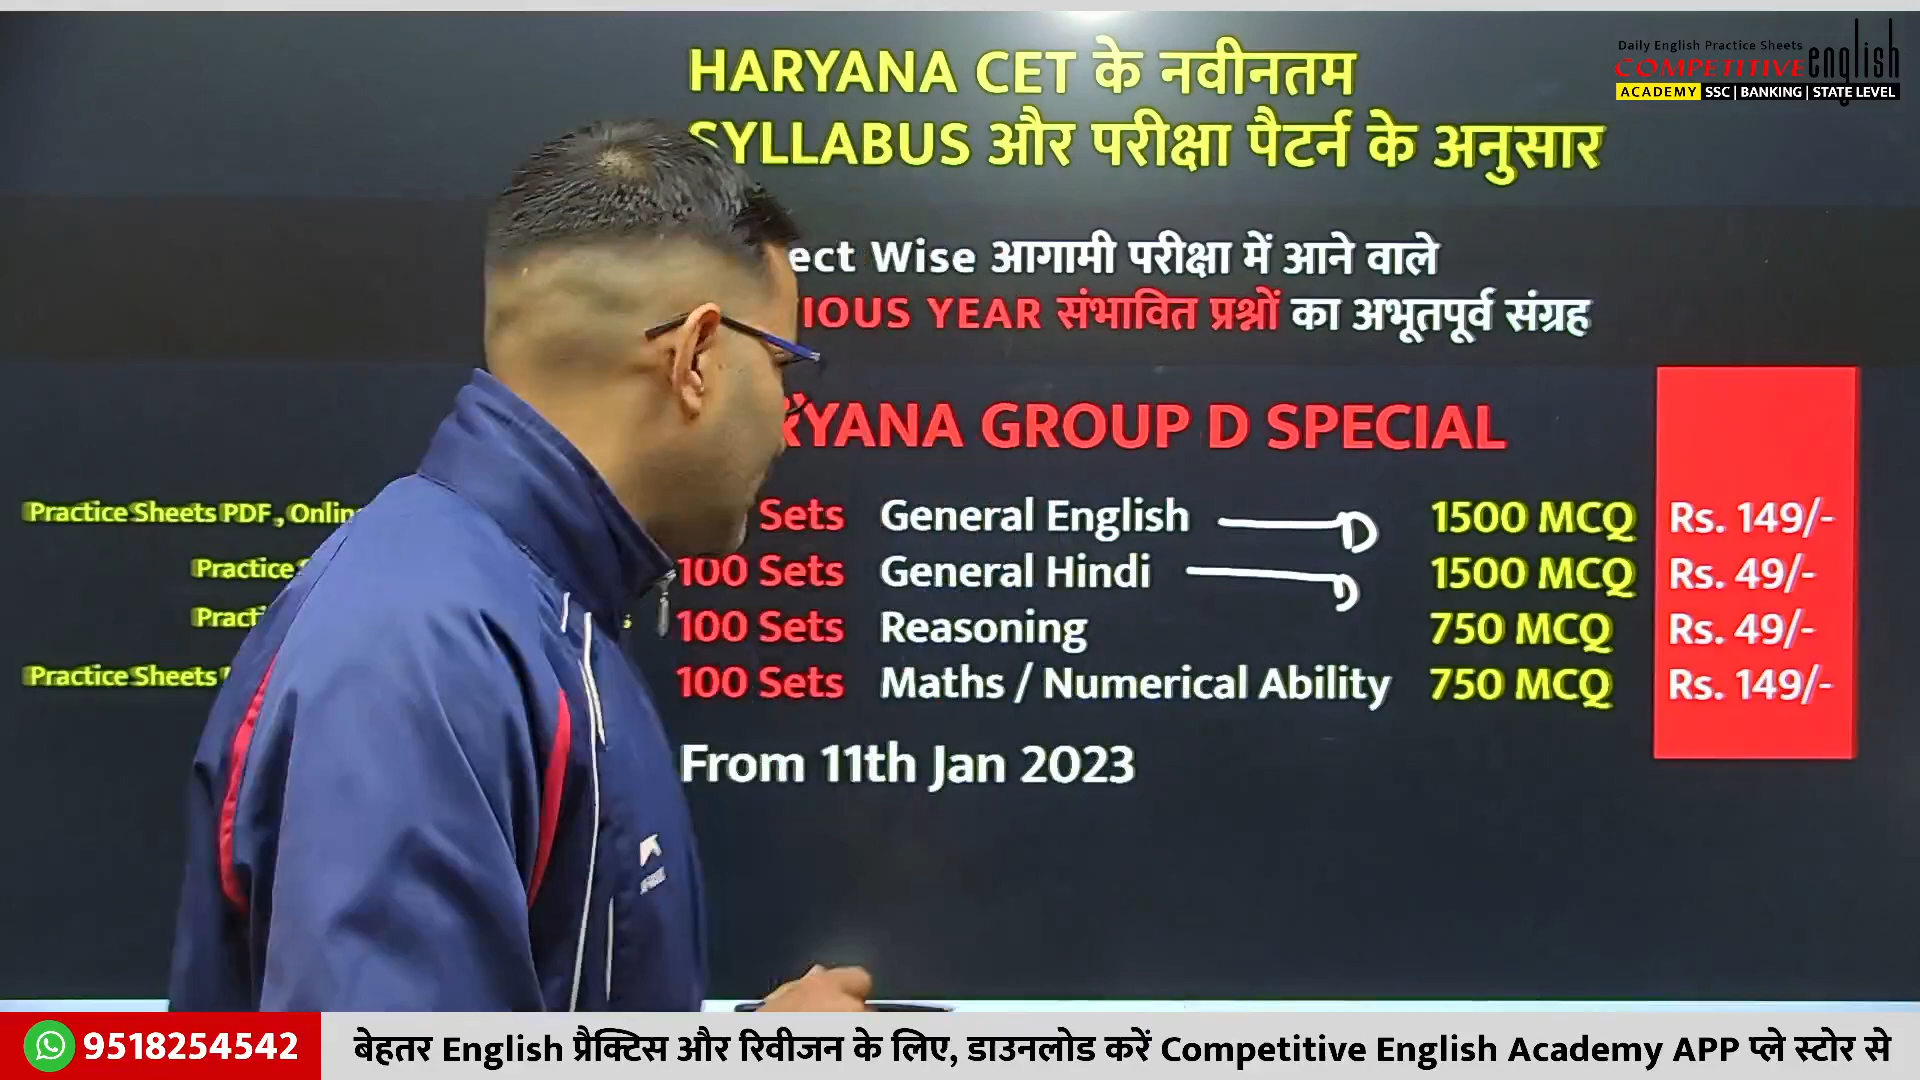 Daily English Practice Sheets
COMPETITIVE english
ACADEMY SSC | BANKING | STATE LEVEL
HARYANA CET के नवीनतम
SYLLABUS और परीक्षा पैटर्न के अनुसार
Wise आगामी परीक्षा में आने वाले
YEAR संभावित प्रश्नों का अभूतपूर्व संग्रह
GROUP D SPECIAL
Practice Sheets PDF, Sets General English 1500 MCQ Rs. 149/-
Practice 100 Sets General Hindi 1500 MCQ Rs. 49/-
100 Sets Reasoning 750 MCQ Rs. 49/-
Practice Sheets 100 Sets Maths / Numerical Ability 750 MCQ Rs. 149/-
From 11th Jan 2023
9518254542 बेहतर English प्रैक्टिस और रिवीजन के लिए, डाउनलोड करें Competitive English Academy APP प्ले स्टोर से